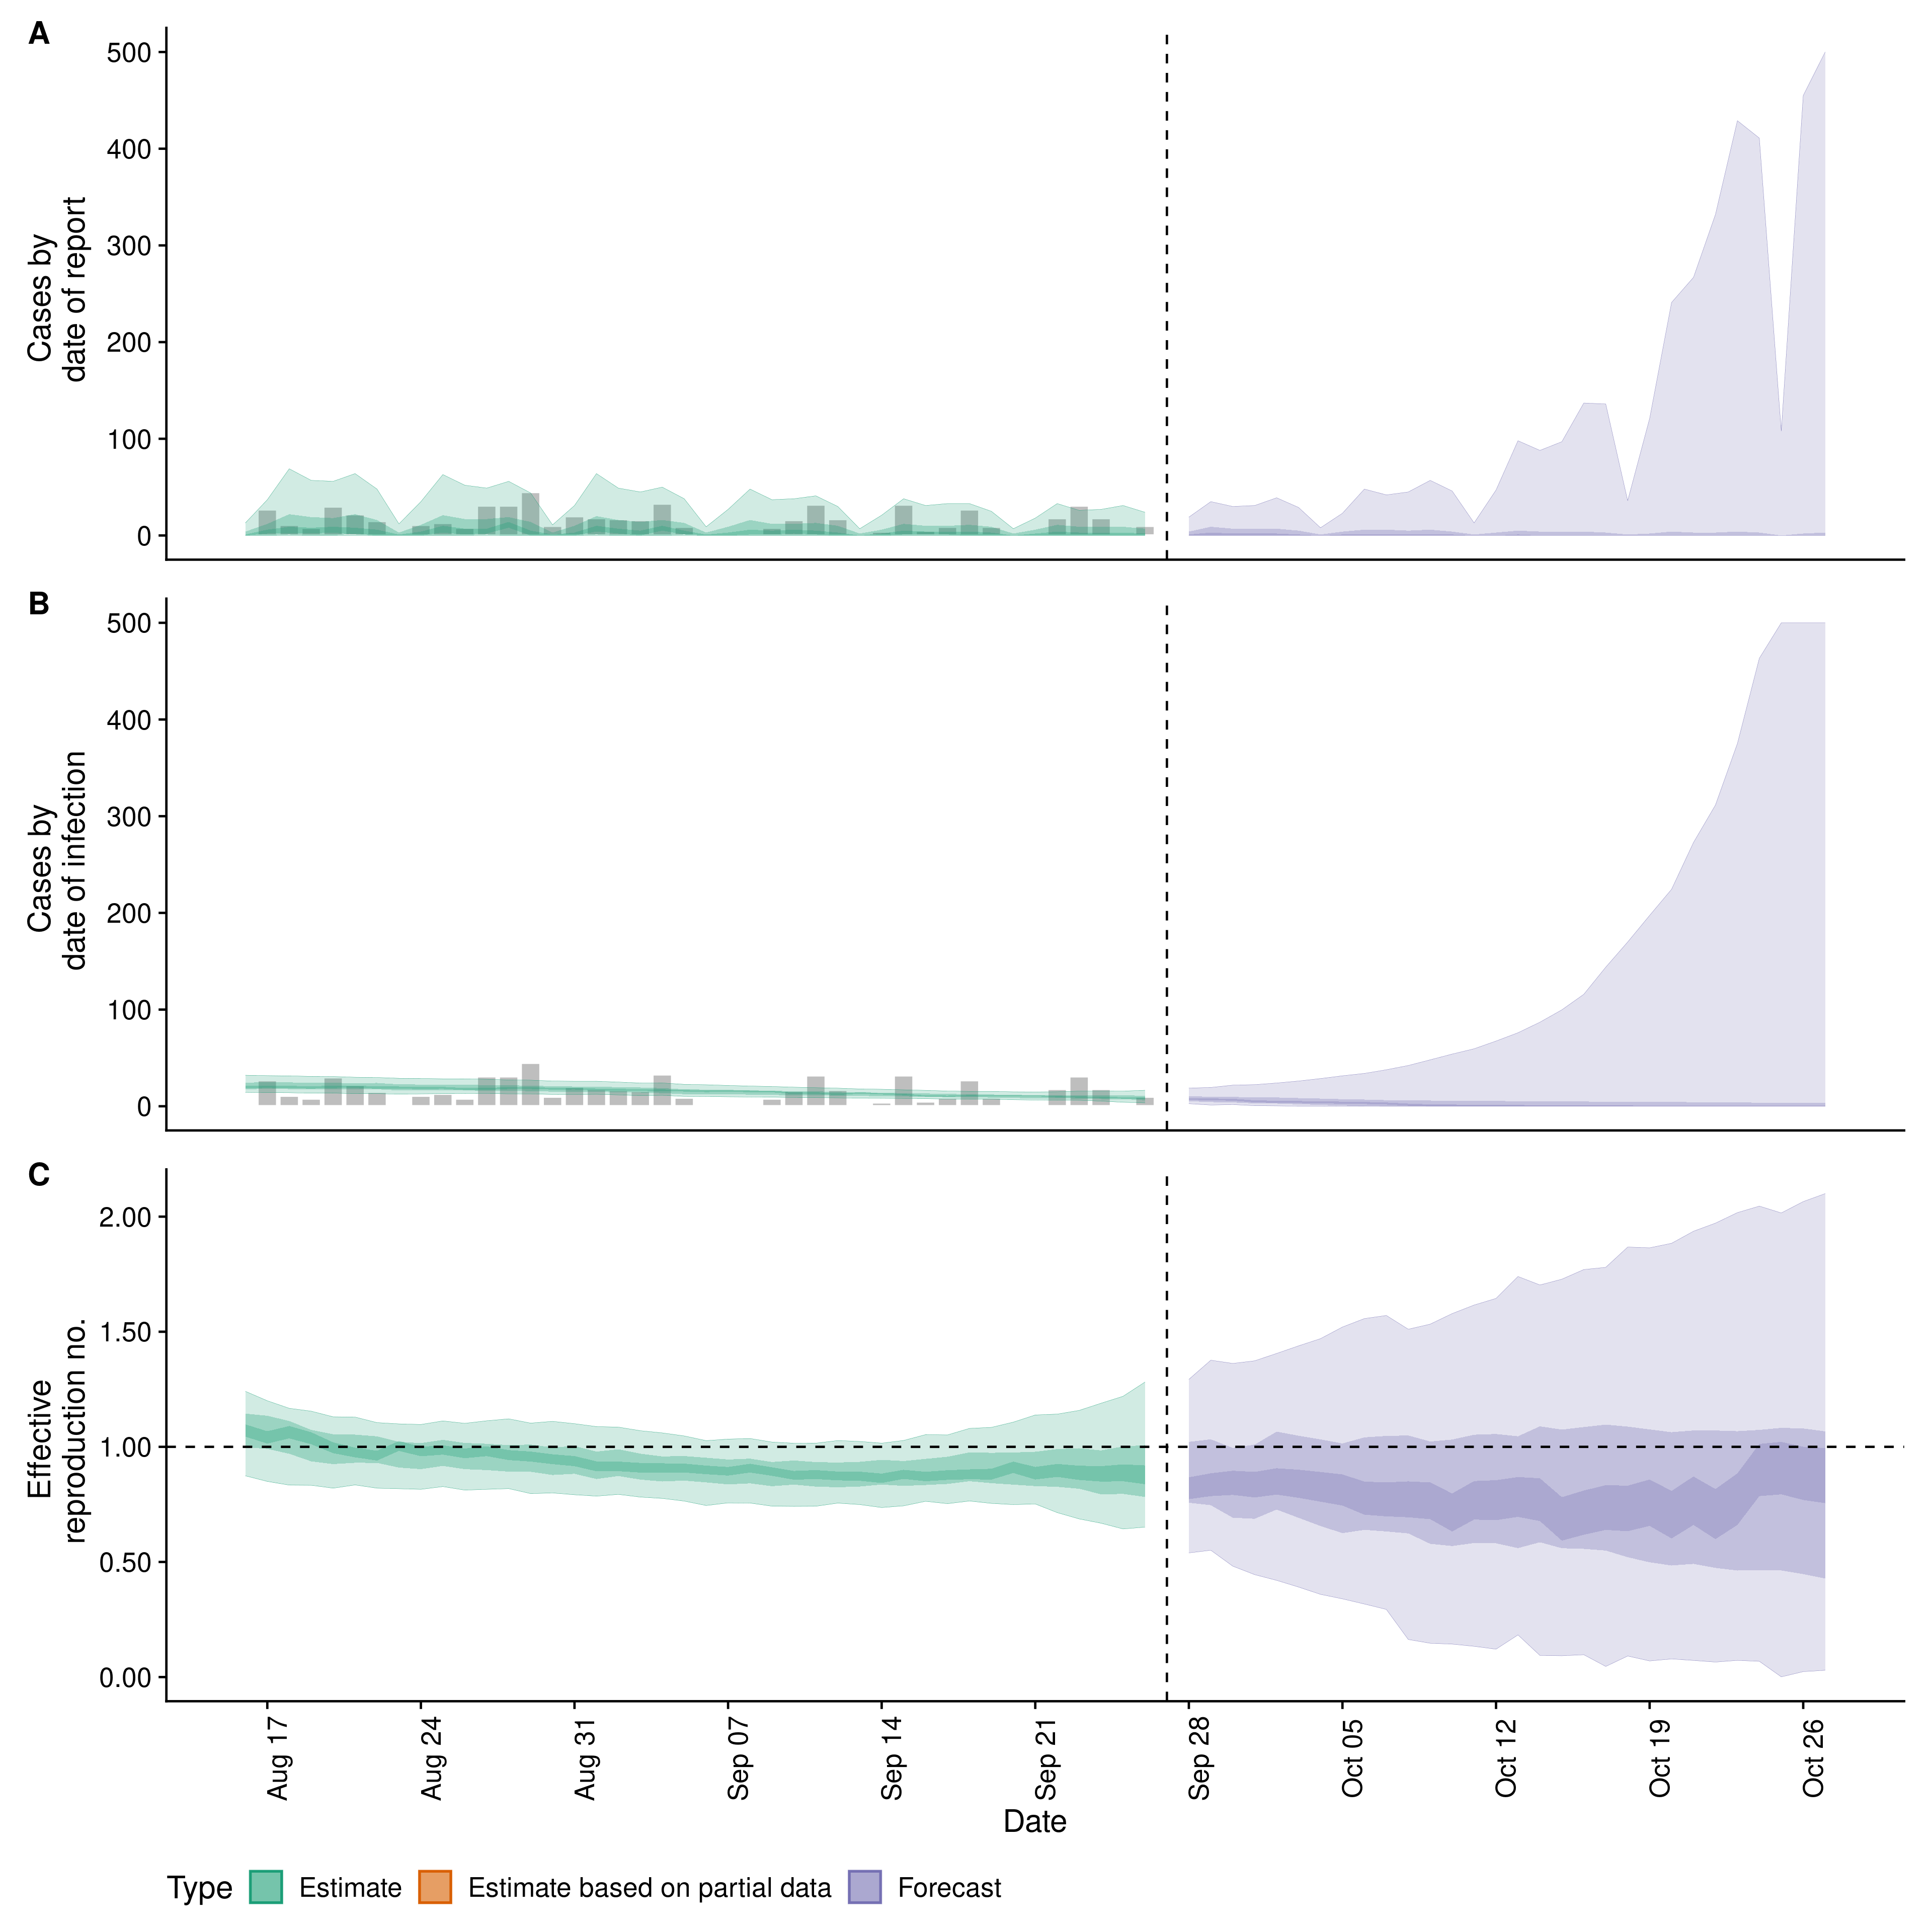 A
500
400
300
200
100
0
Cases by
date of report
B
500
400
300
200
100
0
Cases by
date of infection
C
2.00
1.50
1.00
0.50
0.00
Effective
reproduction no.
Aug 17
Aug 24
Aug 31
Sep 07
Sep 14
Sep 21
Sep 28
Oct 05
Oct 12
Oct 19
Oct 26
Date
Type Estimate Estimate based on partial data Forecast